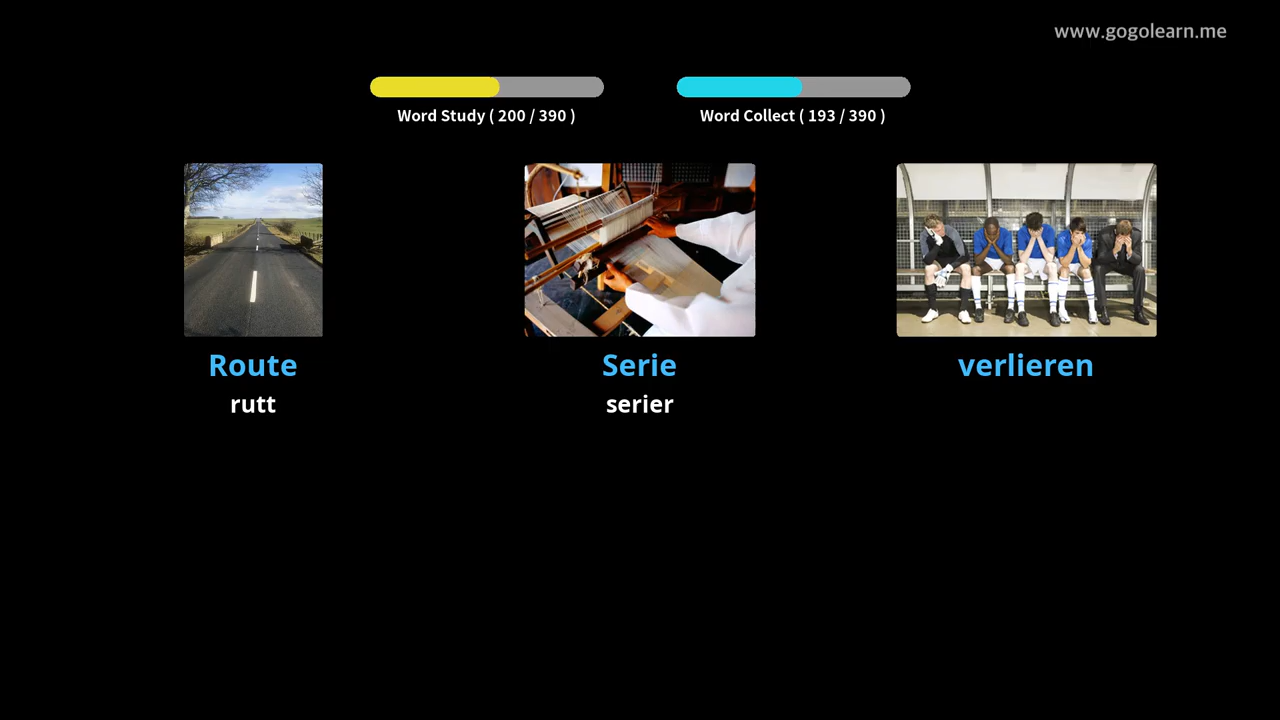 www.gogolearn.me
Word Study ( 200 / 390 )
Word Collect ( 193 / 390 )
Route
rutt
Serie
serier
verlieren